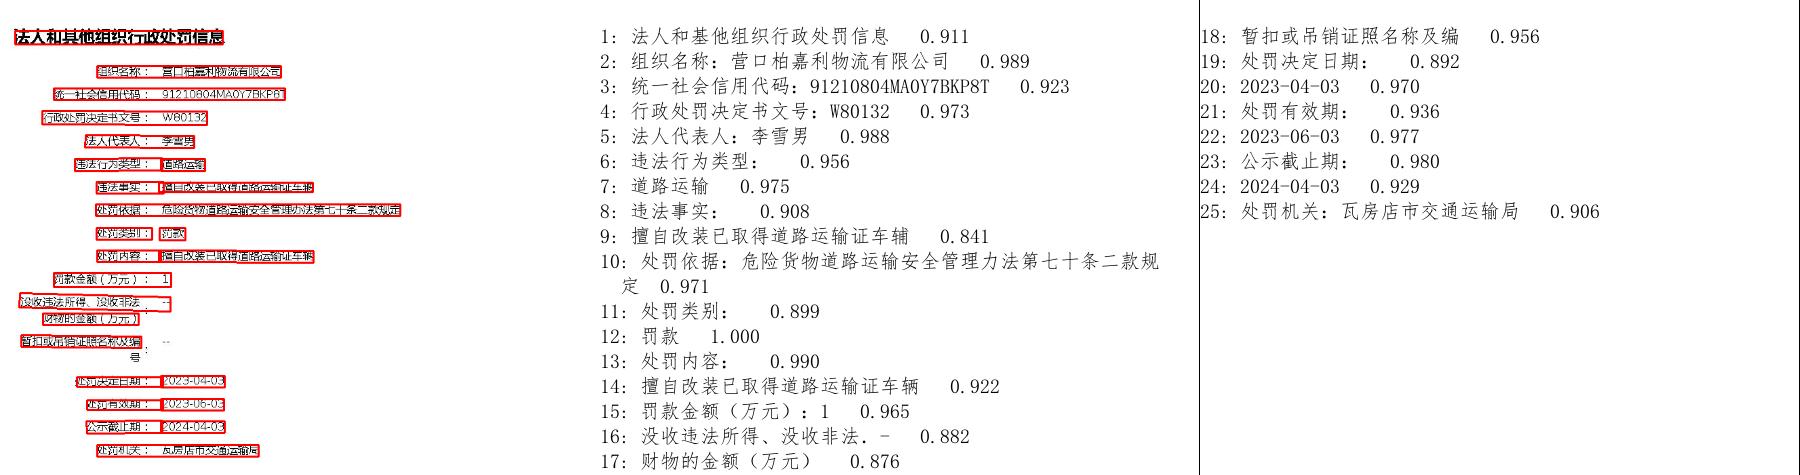 法人和其他组织行政处罚信息
组织名称： 营口柏嘉利物流有限公司
统一社会信用代码： 91210804MA0Y7BKP8T
行政处罚决定书文号： W80132
法人代表人： 李雪男
违法行为类型： 道路运输
违法事实： 擅自改装已取得道路运输证车辆
处罚依据： 危险货物道路运输安全管理办法第七十条二款规定
处罚类别： 罚款
处罚内容： 擅自改装已取得道路运输证车辆
罚款金额（万元）： 1
没收违法所得、没收非法 --
财物的金额（万元） ：
暂扣或吊销证照名称及编 ： --
号
处罚决定日期： 2023-04-03
处罚有效期： 2023-06-03
公示截止期： 2024-04-03
处罚机关： 瓦房店市交通运输局
1: 法人和基他组织行政处罚信息 0.911
2: 组织名称：营口柏嘉利物流有限公司 0.989
3: 统一社会信用代码：91210804MA0Y7BKP8T 0.923
4: 行政处罚决定书文号：W80132 0.973
5: 法人代表人：李雪男 0.988
6: 违法行为类型： 0.956
7: 道路运输 0.975
8: 违法事实： 0.908
9: 擅自改装已取得道路运输证车辅 0.841
10: 处罚依据：危险货物道路运输安全管理力法第七十条二款规
定 0.971
11: 处罚类别： 0.899
12: 罚款 1.000
13: 处罚内容： 0.990
14: 擅自改装已取得道路运输证车辆 0.922
15: 罚款金额（万元）：1 0.965
16: 没收违法所得、没收非法．- 0.882
17: 财物的金额（万元） 0.876
18: 暂扣或吊销证照名称及编 0.956
19: 处罚决定日期： 0.892
20: 2023-04-03 0.970
21: 处罚有效期： 0.936
22: 2023-06-03 0.977
23: 公示截止期： 0.980
24: 2024-04-03 0.929
25: 处罚机关：瓦房店市交通运输局 0.906